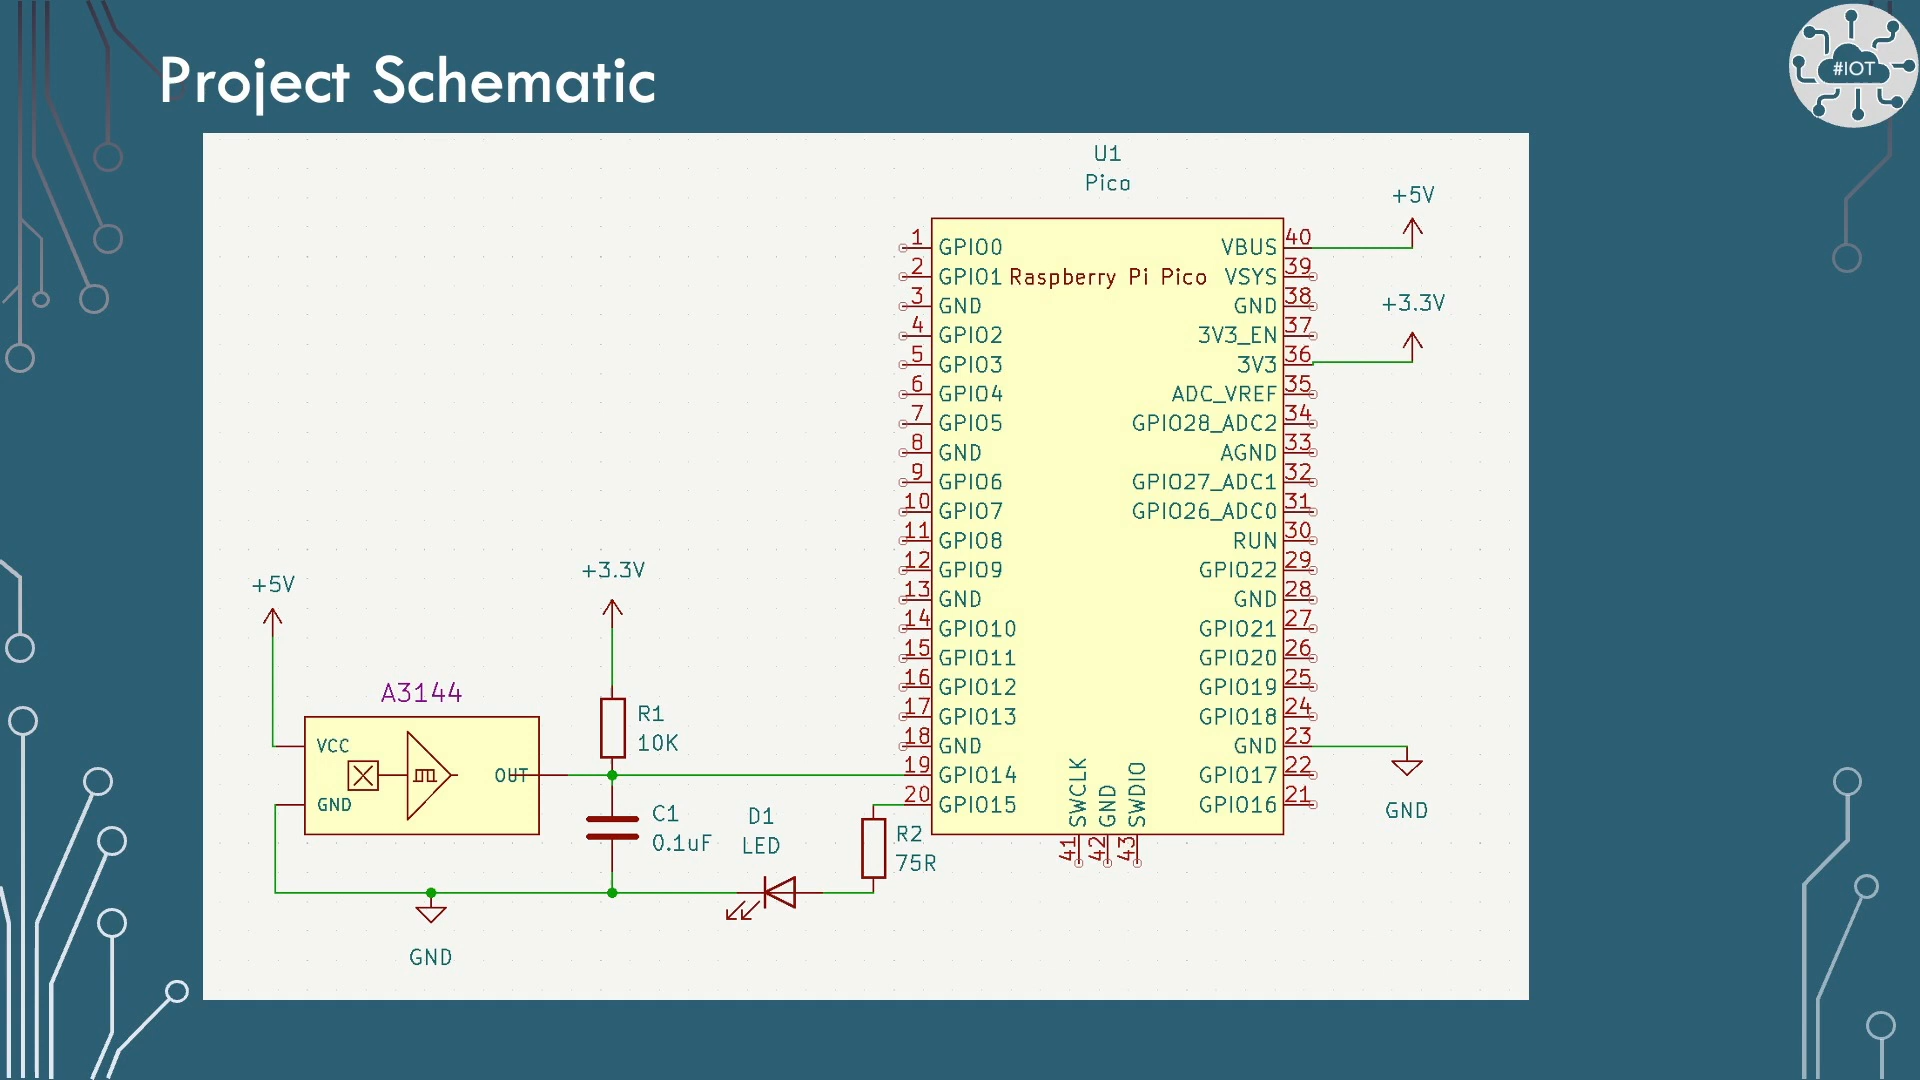 Project Schematic
#IOT
U1
Pico
+5V
+3.3V
Raspberry Pi Pico
1 GPIO0
2 GPIO1
3 GND
4 GPIO2
5 GPIO3
6 GPIO4
7 GPIO5
8 GND
9 GPIO6
10 GPIO7
11 GPIO8
12 GPIO9
13 GND
14 GPIO10
15 GPIO11
16 GPIO12
17 GPIO13
18 GND
19 GPIO14
20 GPIO15
VBUS 40
VSYS 39
GND 38
3V3_EN 37
3V3 36
ADC_VREF 35
GPIO28_ADC2 34
AGND 33
GPIO27_ADC1 32
GPIO26_ADC0 31
RUN 30
GPIO22 29
GND 28
GPIO21 27
GPIO20 26
GPIO19 25
GPIO18 24
GND 23
GPIO17 22
GPIO16 21
SWCLK 41
GND 42
SWDIO 43
GND
+5V
+3.3V
A3144
VCC
GND
OUT
R1
10K
C1
0.1uF
D1
LED
R2
75R
GND